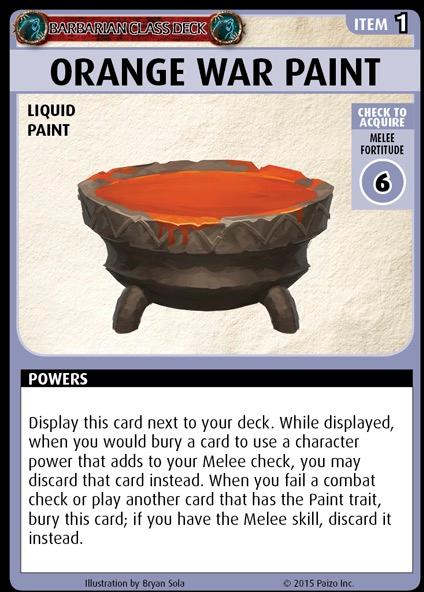 BARBARIAN CLASS DECK
ITEM 1
ORANGE WAR PAINT
LIQUID
PAINT
CHECK TO
ACQUIRE
MELEE
FORTITUDE
6
POWERS
Display this card next to your deck. While displayed,
when you would bury a card to use a character
power that adds to your Melee check, you may
discard that card instead. When you fail a combat
check or play another card that has the Paint trait,
bury this card; if you have the Melee skill, discard it
instead.
Illustration by Bryan Sola © 2015 Paizo Inc.